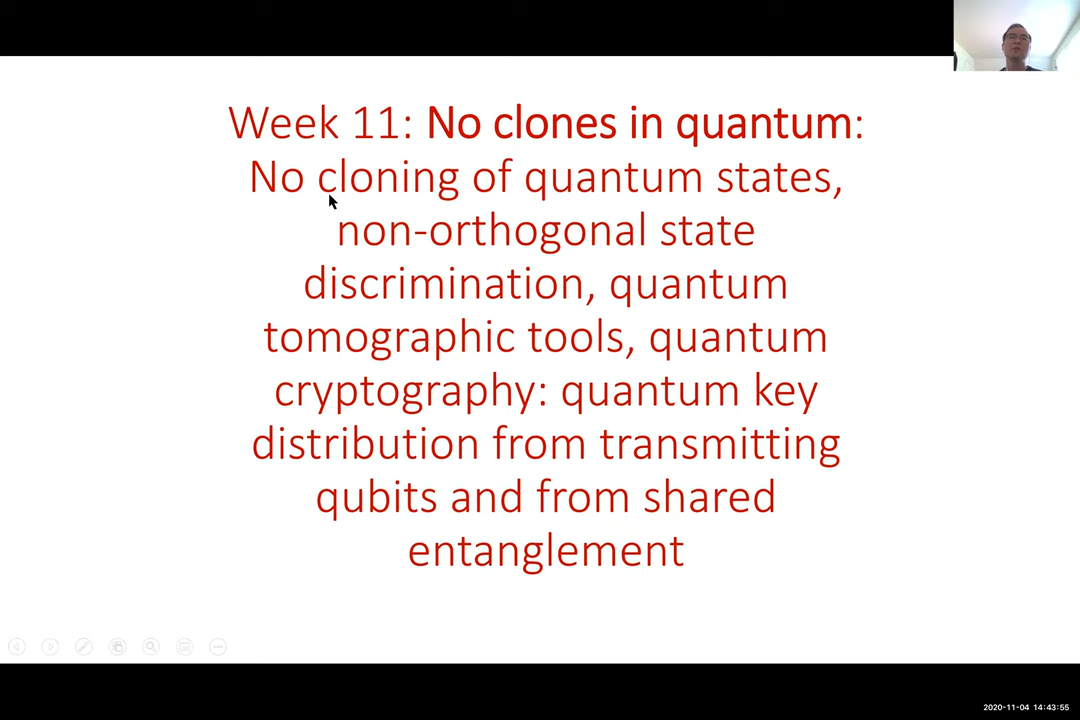 Week 11: No clones in quantum:
No cloning of quantum states,
non-orthogonal state
discrimination, quantum
tomographic tools, quantum
cryptography: quantum key
distribution from transmitting
qubits and from shared
entanglement
2020-11-04 14:43:55